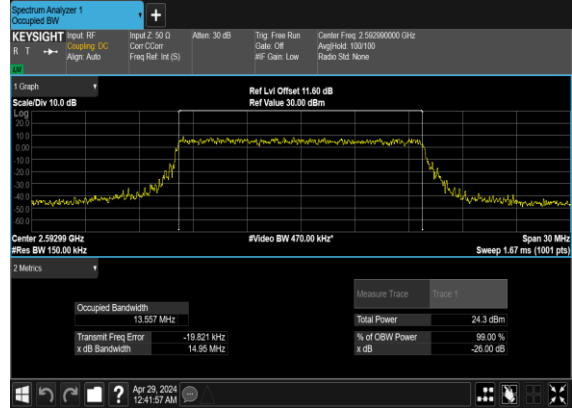 Spectrum Analyzer 1
Occupied BW
+
KEYSIGHT Input: RF Input Z: 50 Ω Atten: 30 dB Trig: Free Run Center Freq: 2.592990000 GHz
R T Coupling: DC Corr CCorr Gate: Off Avg|Hold: 100/100
Align: Auto Freq Ref: Int (S) #IF Gain: Low Radio Std: None
LXI
1 Graph
Ref Lvl Offset 11.60 dB
Scale/Div 10.0 dB Ref Value 30.00 dBm
Log
20.0
10.0
0.00
-10.0
-20.0
-30.0
-40.0
-50.0
-60.0
Center 2.59299 GHz #Video BW 470.00 kHz* Span 30 MHz
#Res BW 150.00 kHz Sweep 1.67 ms (1001 pts)
2 Metrics
Measure Trace Trace 1
Occupied Bandwidth
13.557 MHz Total Power 24.3 dBm
Transmit Freq Error -19.821 kHz % of OBW Power 99.00 %
x dB Bandwidth 14.95 MHz x dB -26.00 dB
?
Apr 29, 2024
12:41:57 AM